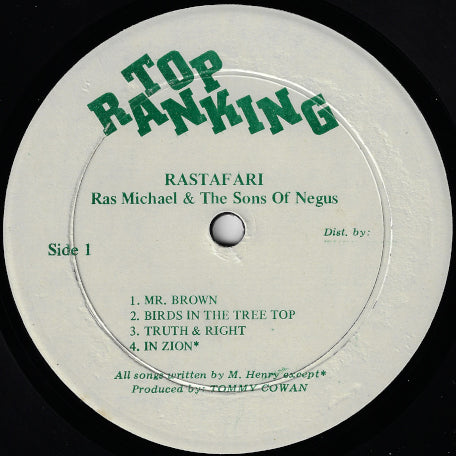 TOP
RANKING
RASTAFARI
Ras Michael & The Sons Of Negus
Dist. by:
Side 1
1. MR. BROWN
2. BIRDS IN THE TREE TOP
3. TRUTH & RIGHT
4. IN ZION*
All songs written by M. Henry except*
Produced by: TOMMY COWAN